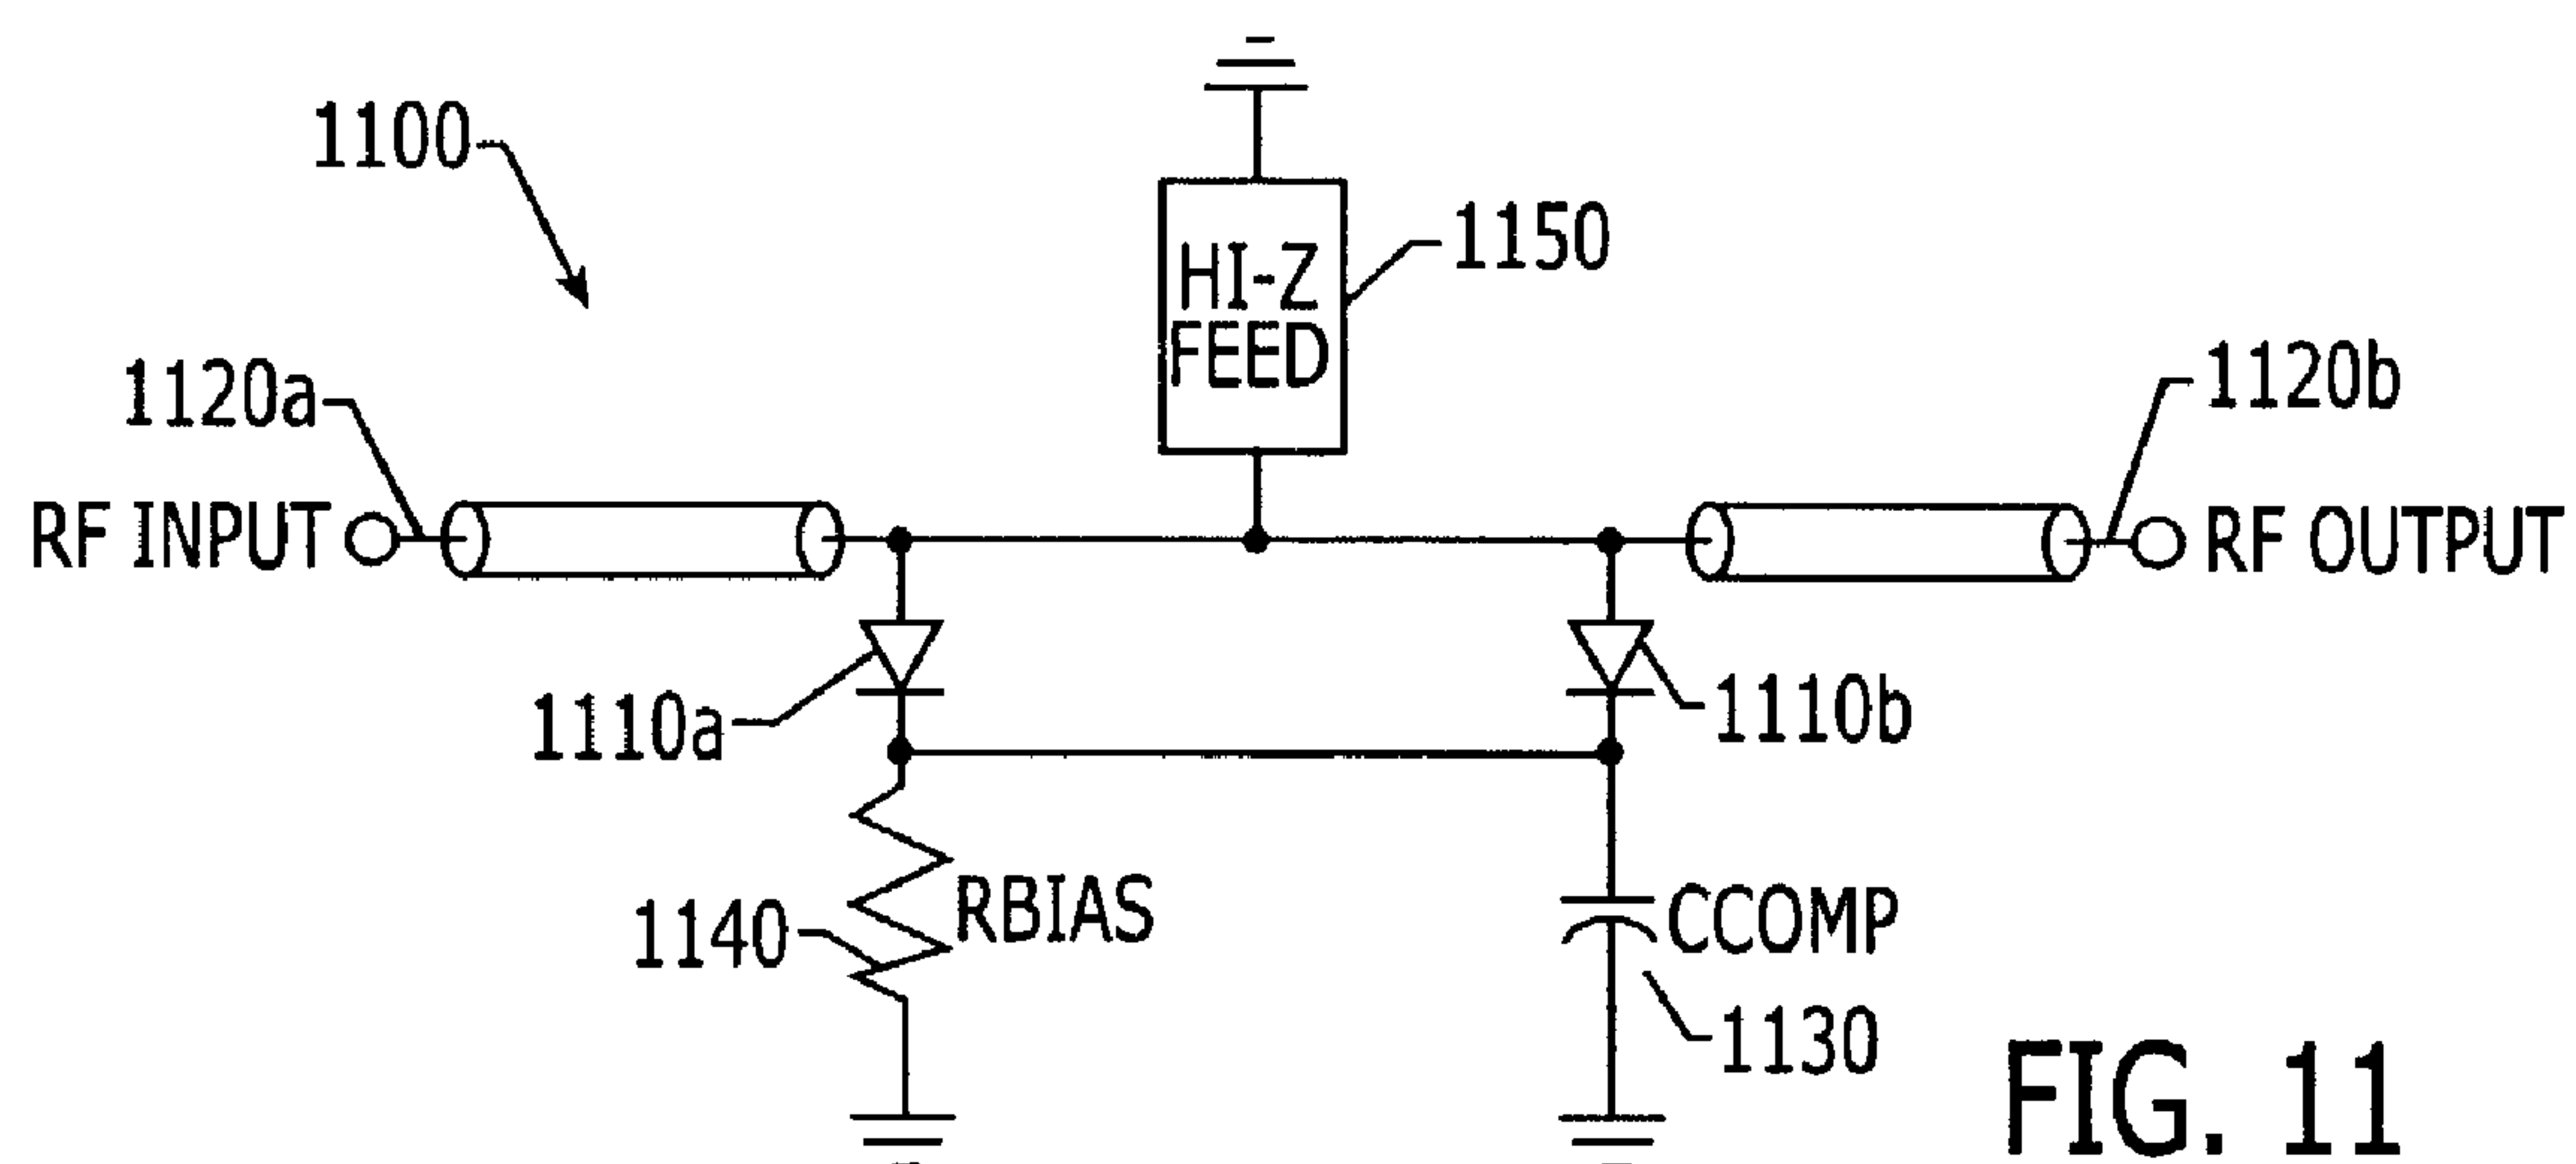 1100
HI-Z
FEED
1150
1120a
1120b
RF INPUT
RF OUTPUT
1110a
1110b
RBIAS
1140
CCOMP
1130
FIG. 11